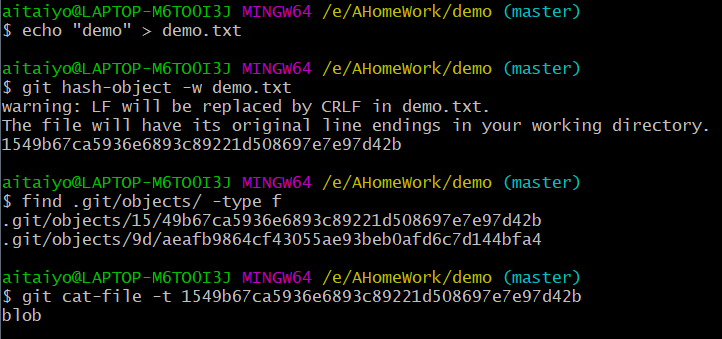 aitaiyo@LAPTOP-M6TOOI3J MINGW64 /e/AHomeWork/demo (master)
$ echo "demo" > demo.txt
aitaiyo@LAPTOP-M6TOOI3J MINGW64 /e/AHomeWork/demo (master)
$ git hash-object -w demo.txt
warning: LF will be replaced by CRLF in demo.txt.
The file will have its original line endings in your working directory.
1549b67ca5936e6893c89221d508697e7e97d42b
aitaiyo@LAPTOP-M6TOOI3J MINGW64 /e/AHomeWork/demo (master)
$ find .git/objects/ -type f
.git/objects/15/49b67ca5936e6893c89221d508697e7e97d42b
.git/objects/9d/aeafb9864cf43055ae93beb0afd6c7d144bfa4
aitaiyo@LAPTOP-M6TOOI3J MINGW64 /e/AHomeWork/demo (master)
$ git cat-file -t 1549b67ca5936e6893c89221d508697e7e97d42b
blob